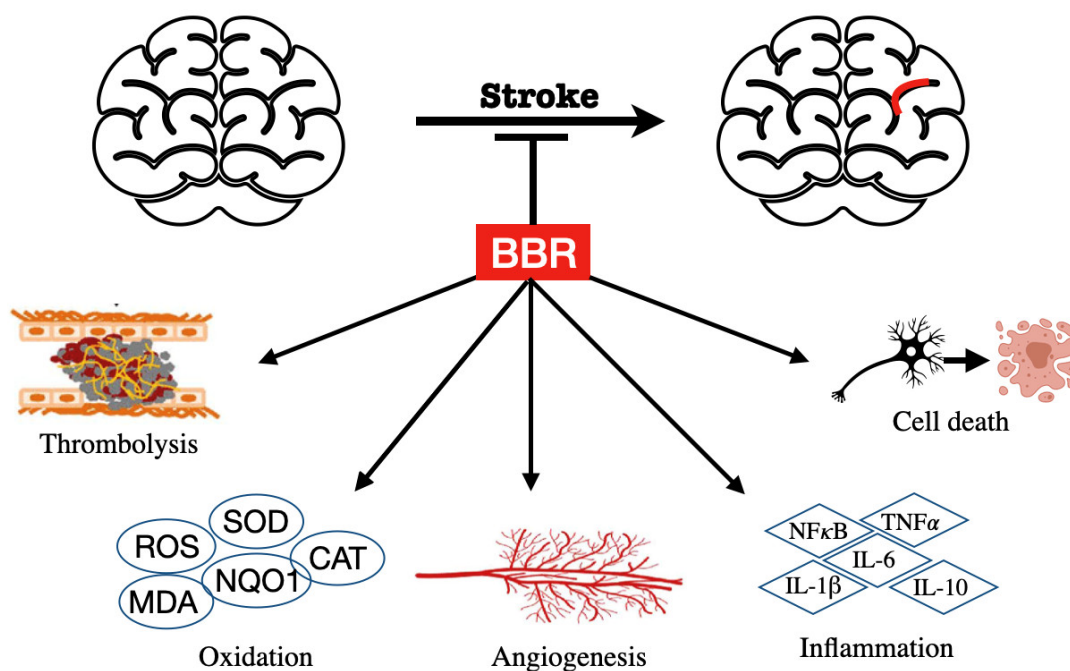 Stroke
BBR
Thrombolysis
Cell death
SOD
ROS
CAT
NQO1
MDA
Oxidation
Angiogenesis
NFκB
TNFα
IL-6
IL-1β
IL-10
Inflammation